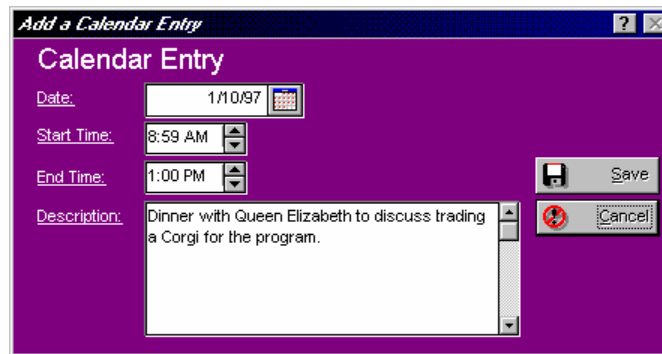 Add a Calendar Entry
Calendar Entry
Date: 1/10/97
Start Time: 8:59 AM
End Time: 1:00 PM
Save
Description: Dinner with Queen Elizabeth to discuss trading
a Corgi for the program.
Cancel